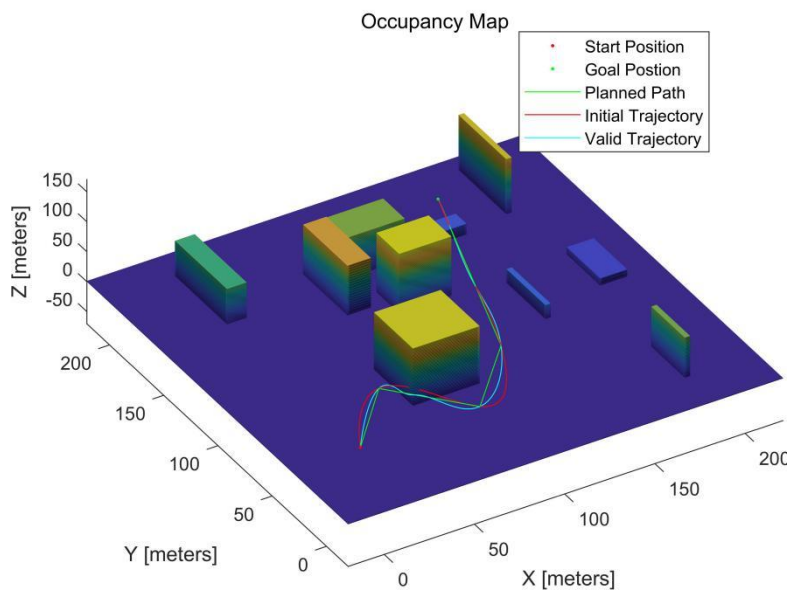 Occupancy Map
Start Position
Goal Postion
Planned Path
Initial Trajectory
Valid Trajectory
Z [meters]
150
100
50
0
-50
200
150
100
50
0
Y [meters]
0
50
100
150
200
X [meters]